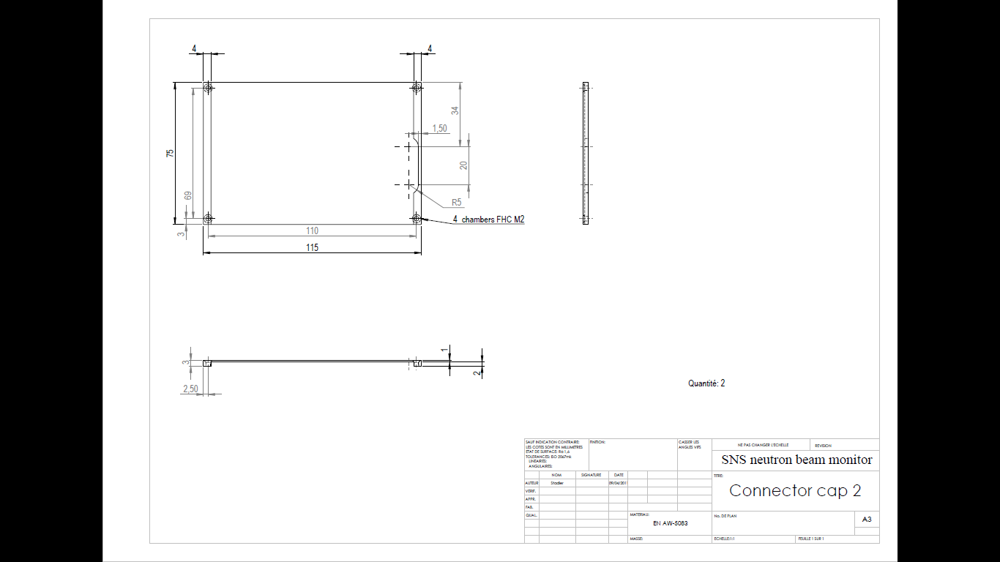 4
4
34
1,50
75
20
69
R5
4 chambers FHC M2
3
110
115
3
1
2
2,50
Quantité: 2
SAUF INDICATION CONTRAIRE:
LES COTES SONT EN MILLIMETRES
ETAT DE SURFACE: Ra 1,6
TOLERANCES: ISO 2067mk
LINEAIRES:
ANGULAIRES:
FINITION:
CASSER LES
ANGLES VIFS
NE PAS CHANGER L'ECHELLE
REVISION
SNS neutron beam monitor
NOM
SIGNATURE
DATE
TITRE:
AUTEUR
Stadler
09/04/2011
Connector cap 2
VERIF.
APPR.
FAB.
QUAL.
MATERIAU:
EN AW-5083
No. DE PLAN
A3
MASSE:
ECHELLE:1:1
FEUILLE 1 SUR 1